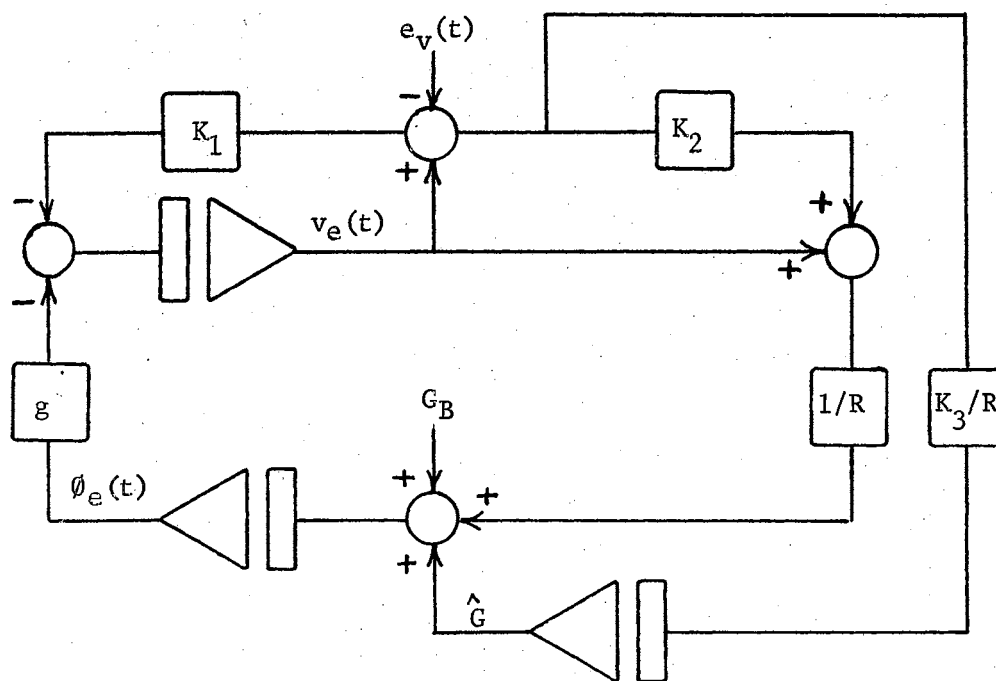 e_v(t)
−
K_1
K_2
+
−
v_e(t)
+
+
−
g
G_B
1/R
K_3/R
ø_e(t)
+
+
+
Ĝ